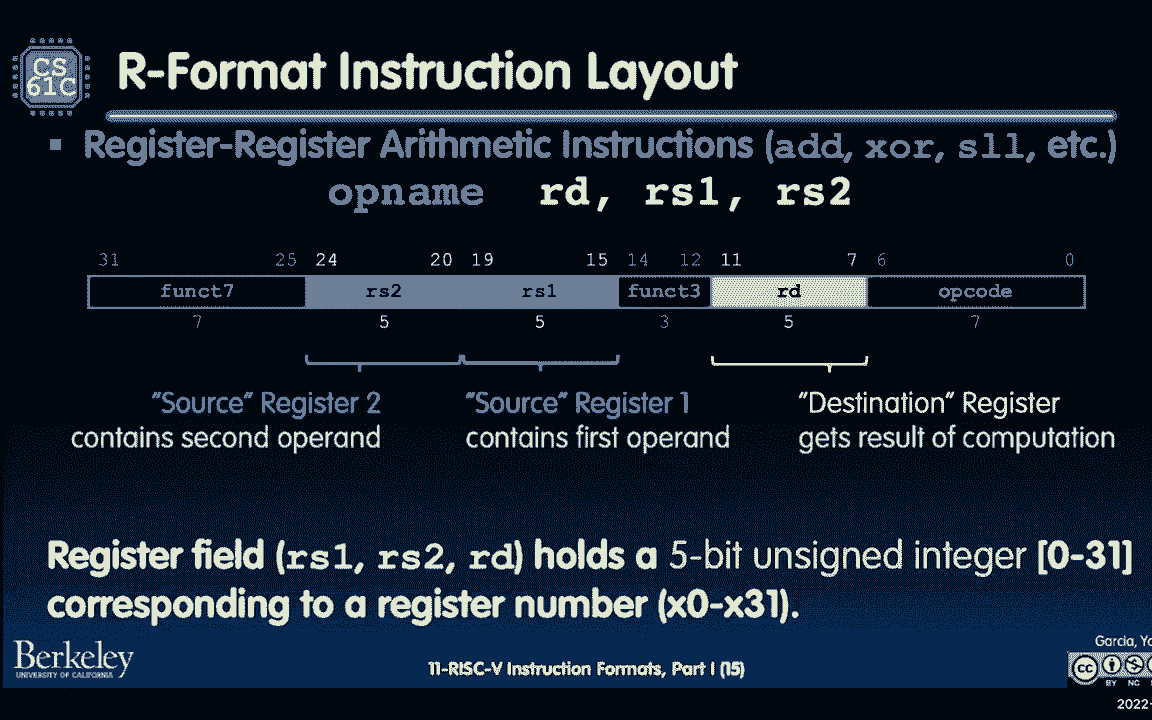 CS
61C
R-Format Instruction Layout
▪ Register-Register Arithmetic Instructions (add, xor, sll, etc.)
opname rd, rs1, rs2
31 25 24 20 19 15 14 12 11 7 6 0
funct7 rs2 rs1 funct3 rd opcode
7 5 5 3 5 7
"Source" Register 2 "Source" Register 1 "Destination" Register
contains second operand contains first operand gets result of computation
Register field (rs1, rs2, rd) holds a 5-bit unsigned integer [0-31]
corresponding to a register number (x0-x31).
Berkeley
UNIVERSITY OF CALIFORNIA
11-RISC-V Instruction Formats, Part I (15)
Garcia,
cc
BY NC
2022-